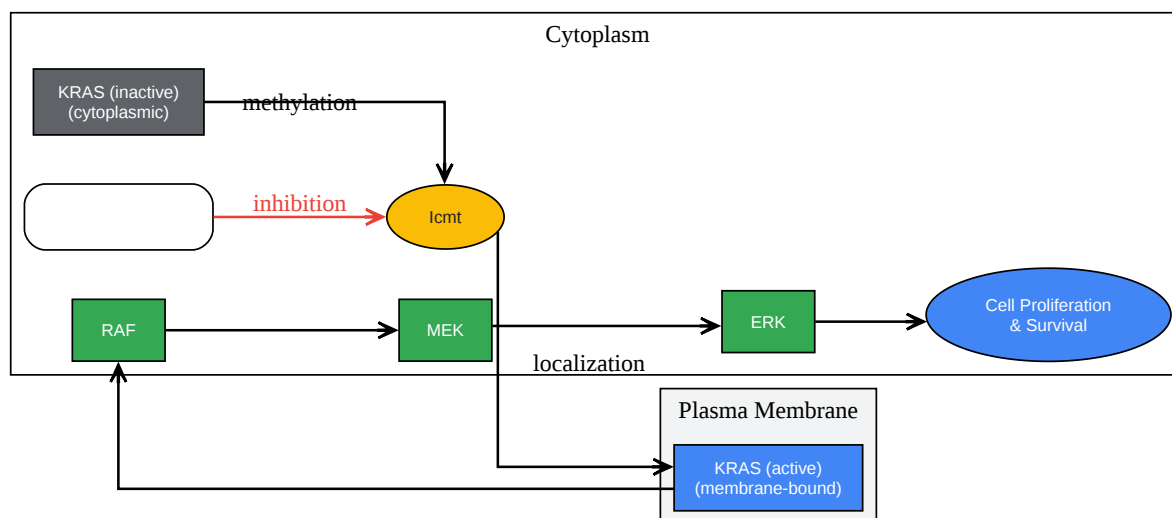 Cytoplasm
KRAS (inactive)
(cytoplasmic)
methylation
inhibition
Icmt
RAF
MEK
ERK
Cell Proliferation
& Survival
localization
Plasma Membrane
KRAS (active)
(membrane-bound)